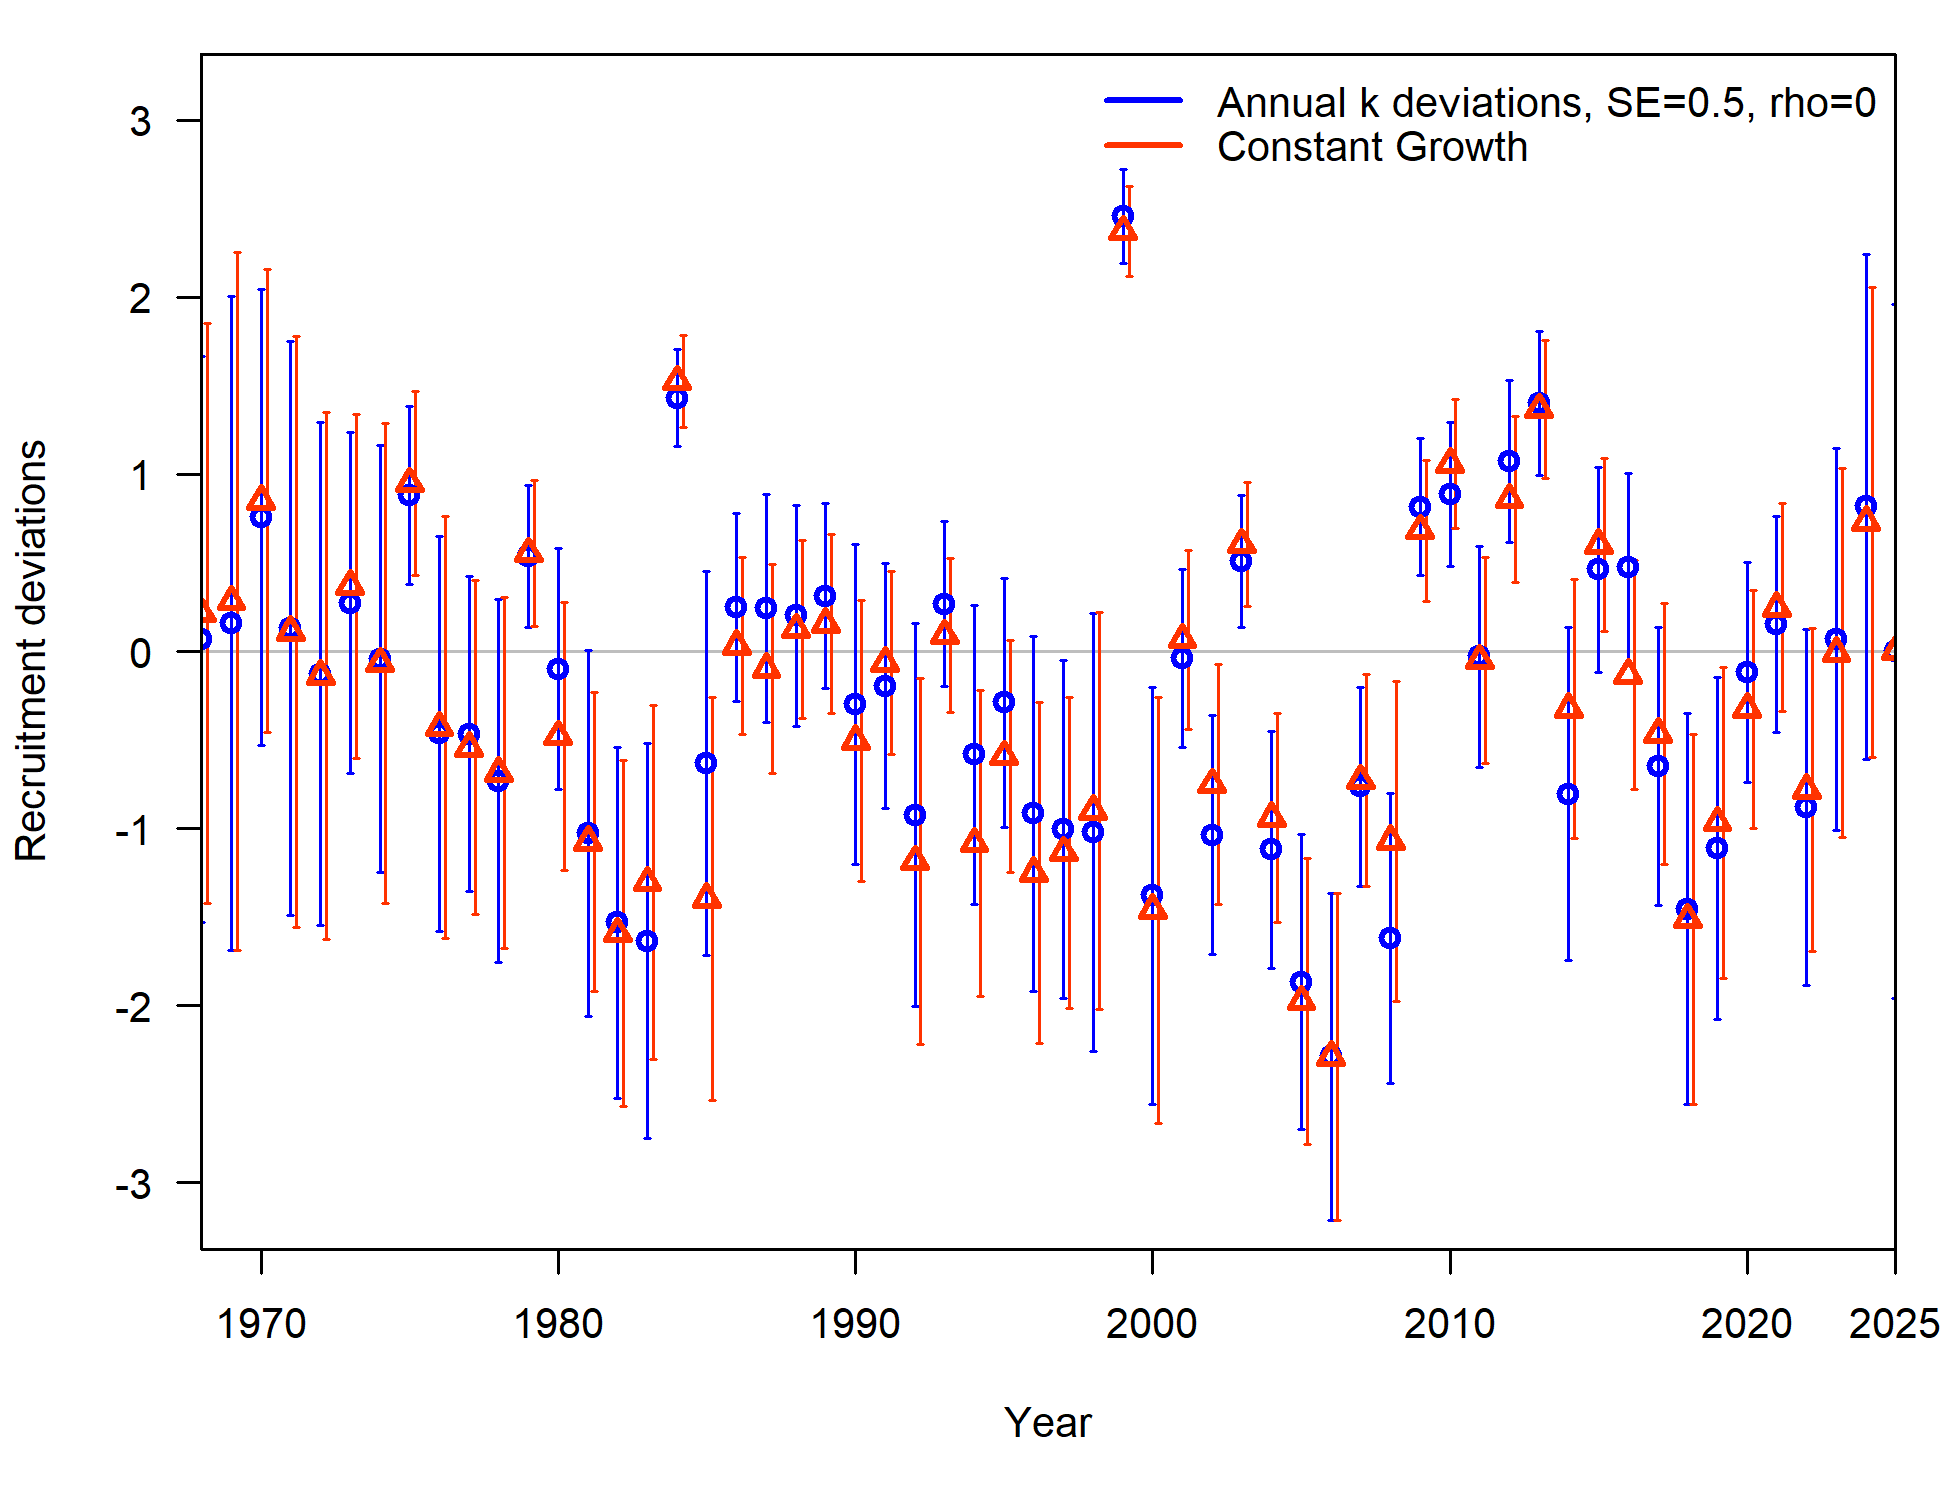 Annual k deviations, SE=0.5, rho=0
Constant Growth
3
2
1
0
-1
-2
-3
Recruitment deviations
1970 1980 1990 2000 2010 2020 2025
Year